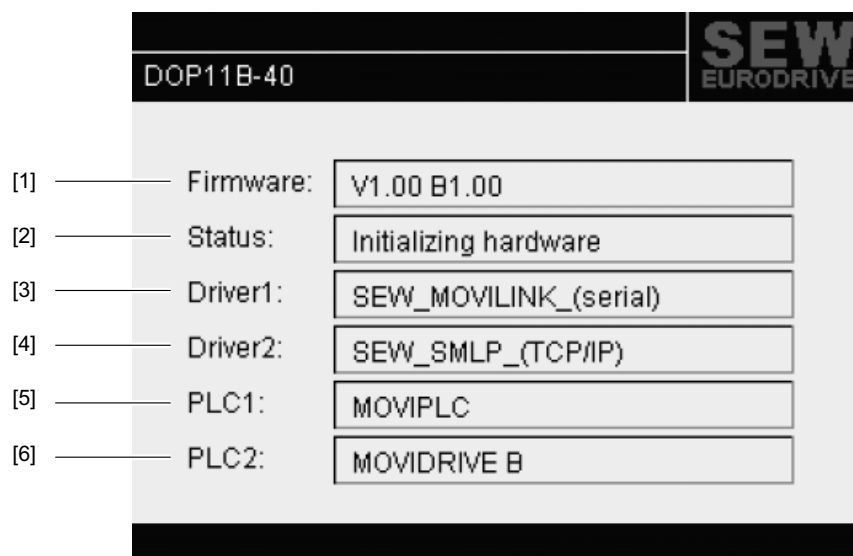 SEW
DOP11B-40
EURODRIVE
[1] Firmware: V1.00 B1.00
[2] Status: Initializing hardware
[3] Driver1: SEW_MOVILINK_(serial)
[4] Driver2: SEW_SMLP_(TCP/IP)
[5] PLC1: MOVIPLC
[6] PLC2: MOVIDRIVE B